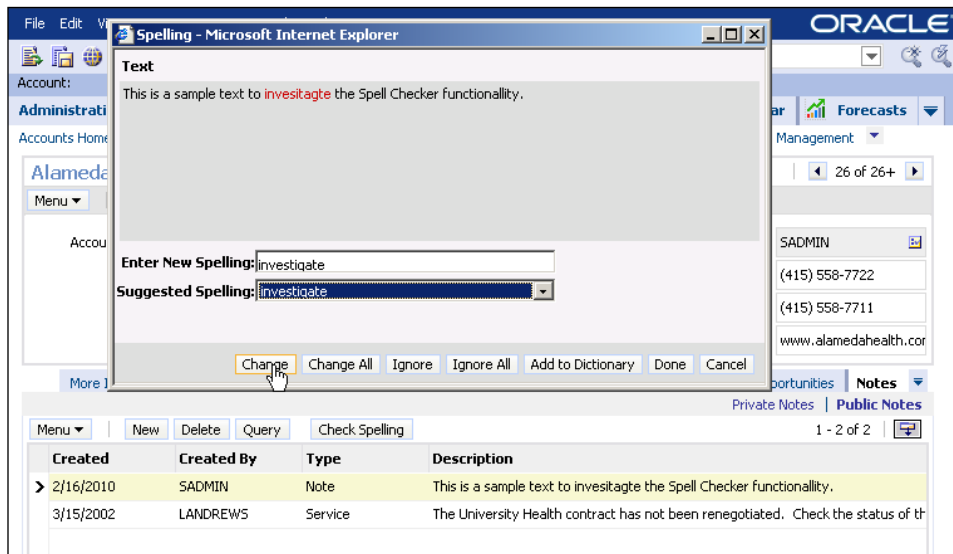 File Edit
Spelling - Microsoft Internet Explorer
ORACLE
Text
Account:
This is a sample text to invesitagte the Spell Checker functionallity.
Administrati
ar Forecasts
Accounts Home
Management
Alameda
26 of 26+
Menu
Accou
SADMIN
Enter New Spelling: investigate
(415) 558-7722
Suggested Spelling: investigate
(415) 558-7711
www.alamedahealth.cor
Change Change All Ignore Ignore All Add to Dictionary Done Cancel
More I
portunities Notes
Private Notes | Public Notes
Menu New Delete Query Check Spelling 1 - 2 of 2
Created Created By Type Description
2/16/2010 SADMIN Note This is a sample text to invesitagte the Spell Checker functionallity.
3/15/2002 LANDREWS Service The University Health contract has not been renegotiated. Check the status of th